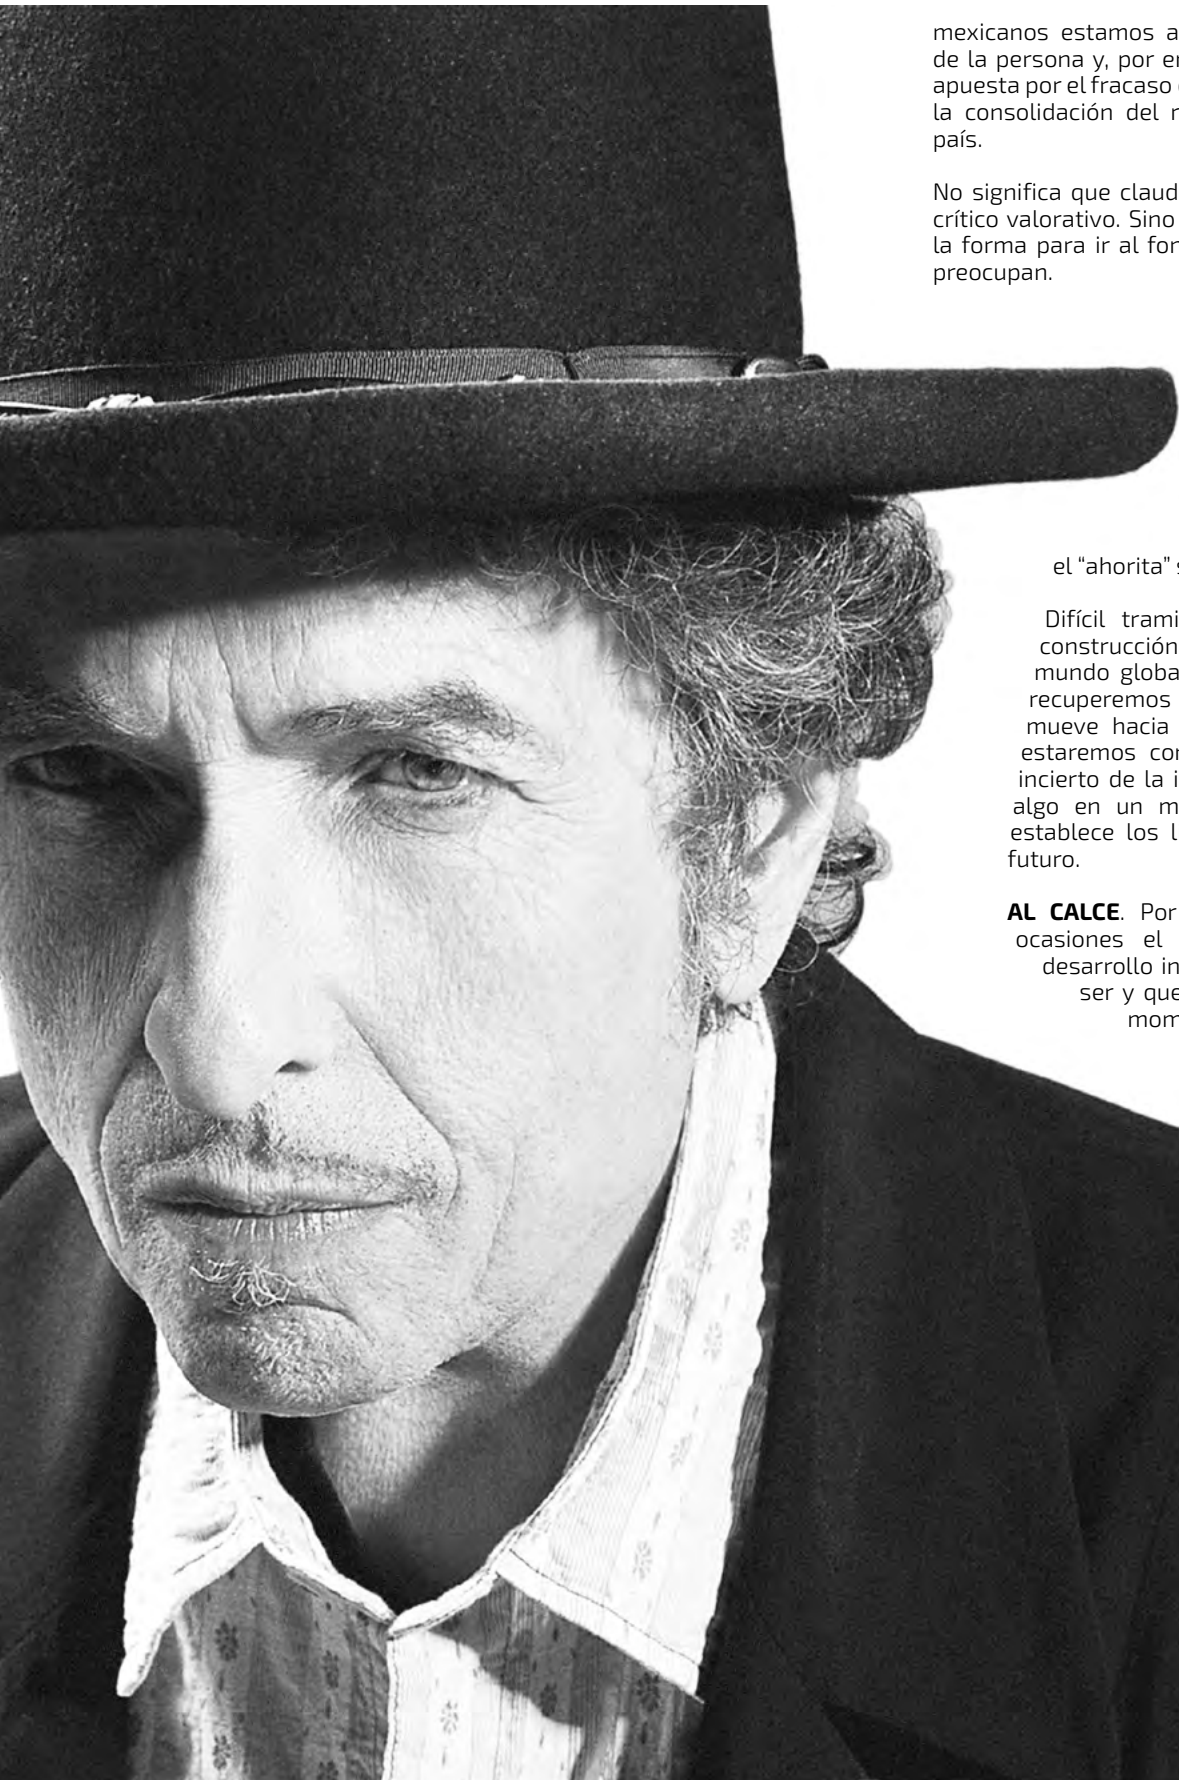 mexicanos estamos a
de la persona y, por en
apuesta por el fracaso
la consolidación del
país.
No significa que claud
crítico valorativo. Sino
la forma para ir al fon
preocupan.
el “ahorita”
Difícil trami
construcción
mundo globa
recuperemos
mueve hacia
estaremos con
incierto de la i
algo en un m
establece los l
futuro.
AL CALCE. Por
ocasiones el
desarrollo in
ser y que
mom